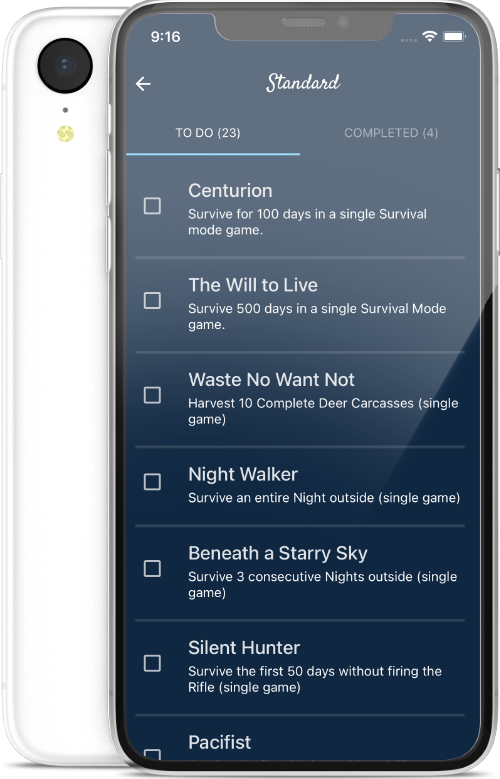 9:16
Standard
TO DO (23)
COMPLETED (4)
Centurion
Survive for 100 days in a single Survival
mode game.
The Will to Live
Survive 500 days in a single Survival Mode
game.
Waste No Want Not
Harvest 10 Complete Deer Carcasses (single
game)
Night Walker
Survive an entire Night outside (single game)
Beneath a Starry Sky
Survive 3 consecutive Nights outside (single
game)
Silent Hunter
Survive the first 50 days without firing the
Rifle (single game)
Pacifist